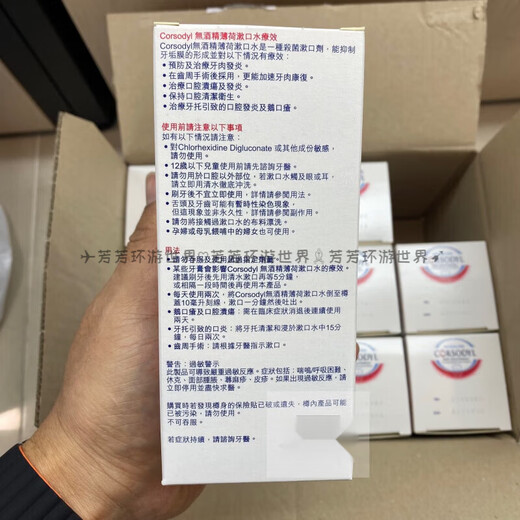 Corsodyl 無酒精薄荷漱口水療效
Corsodyl無酒精薄荷漱口水是一種殺菌漱口劑，能抑制
牙垢膜的形成並對以下情況有療效：
• 預防及治療牙肉發炎。
• 在齒周手術後採用，更能加速牙肉康復。
• 治療口腔潰瘍及發炎。
• 保持口腔清潔衛生。
• 治療牙托引致的口腔發炎及鵝口瘡。
使用前請注意以下事項
如有以下情況請注意：
• 對Chlorhexidine Digluconate 或其他成份敏感，
請勿使用。
• 12歲以下兒童使用前請先諮詢牙醫。
• 請勿用於口腔以外部位，若漱口水觸及眼或耳，
請立即用清水徹底沖洗。
• 刷牙後不宜立即使用，詳情請參閱用法。
• 舌頭及牙齒可能有暫時性染色現象，
但這現象並非永久性，詳情請參閱副作用。
• 請勿將接觸過漱口水的布料漂洗。
• 孕婦或母乳餵哺中的婦女也可使用。
✈芳芳环游世界 芳芳环游世界 芳芳环游世界✈
用法
• 某些牙膏會影響Corsodyl 無酒精薄荷漱口水的療效。
建議刷牙後先用清水漱口再等5分鐘，
或相隔一段時間後再使用本產品。
• 每天使用兩次，將Corsodyl無酒精薄荷漱口水倒至樽
蓋10毫升刻線，漱口一分鐘然後吐出。
• 鵝口瘡及口腔潰瘍：需在臨床症狀消退後連續使用
兩天。
• 牙托引致的口炎：將牙托清潔和浸於漱口水中15分
鐘，每日兩次。
• 齒周手術：請根據牙醫指示漱口。
警告：過敏警示
此製品可導致嚴重過敏反應。症狀包括：喘鳴/呼吸困難、
休克、面部腫脹、蕁麻疹、皮疹。如果出現過敏反應，請
立即停用並盡快求醫。
購買時若發現樽身的保險貼已破或遺失，樽內產品可能
已被污染，請勿使用。
不可吞服。
若症狀持續，請諮詢牙醫。
CORSODYL
CORSODYL
CORSODYL
CORSODYL